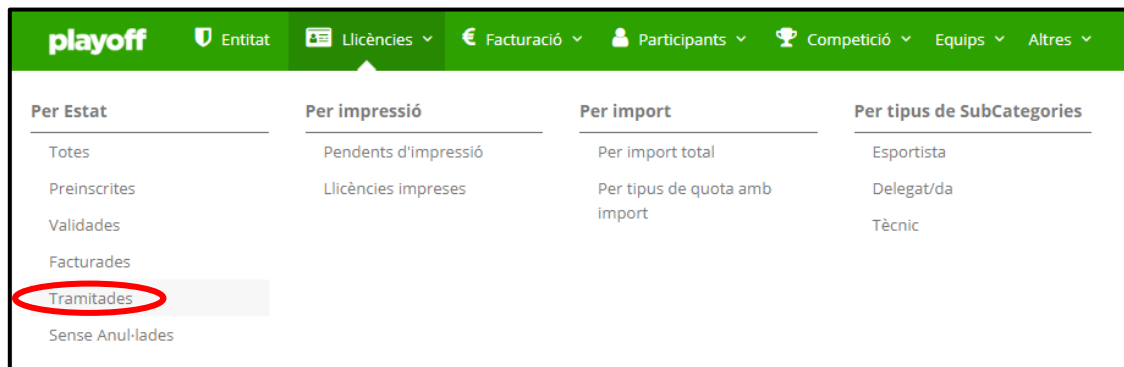 playoff Entitat Llicències Facturació Participants Competició Equips Altres
Per Estat
Totes
Preinscrites
Validades
Facturades
Tramitades
Sense Anul·lades
Per impressió
Pendents d'impressió
Llicències impreses
Per import
Per import total
Per tipus de quota amb
import
Per tipus de SubCategories
Esportista
Delegat/da
Tècnic